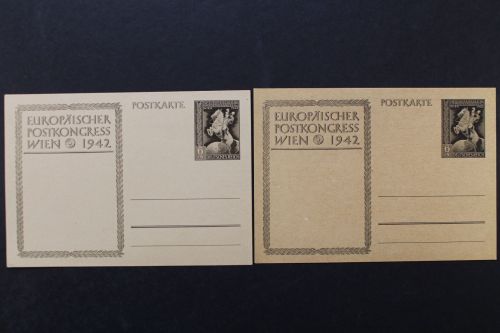 EUROPÄISCHER
POSTKONGRESS
WIEN 1942
POSTKARTE
EUROPÄISCHER
POSTKONGRESS
WIEN 1942
POSTKARTE